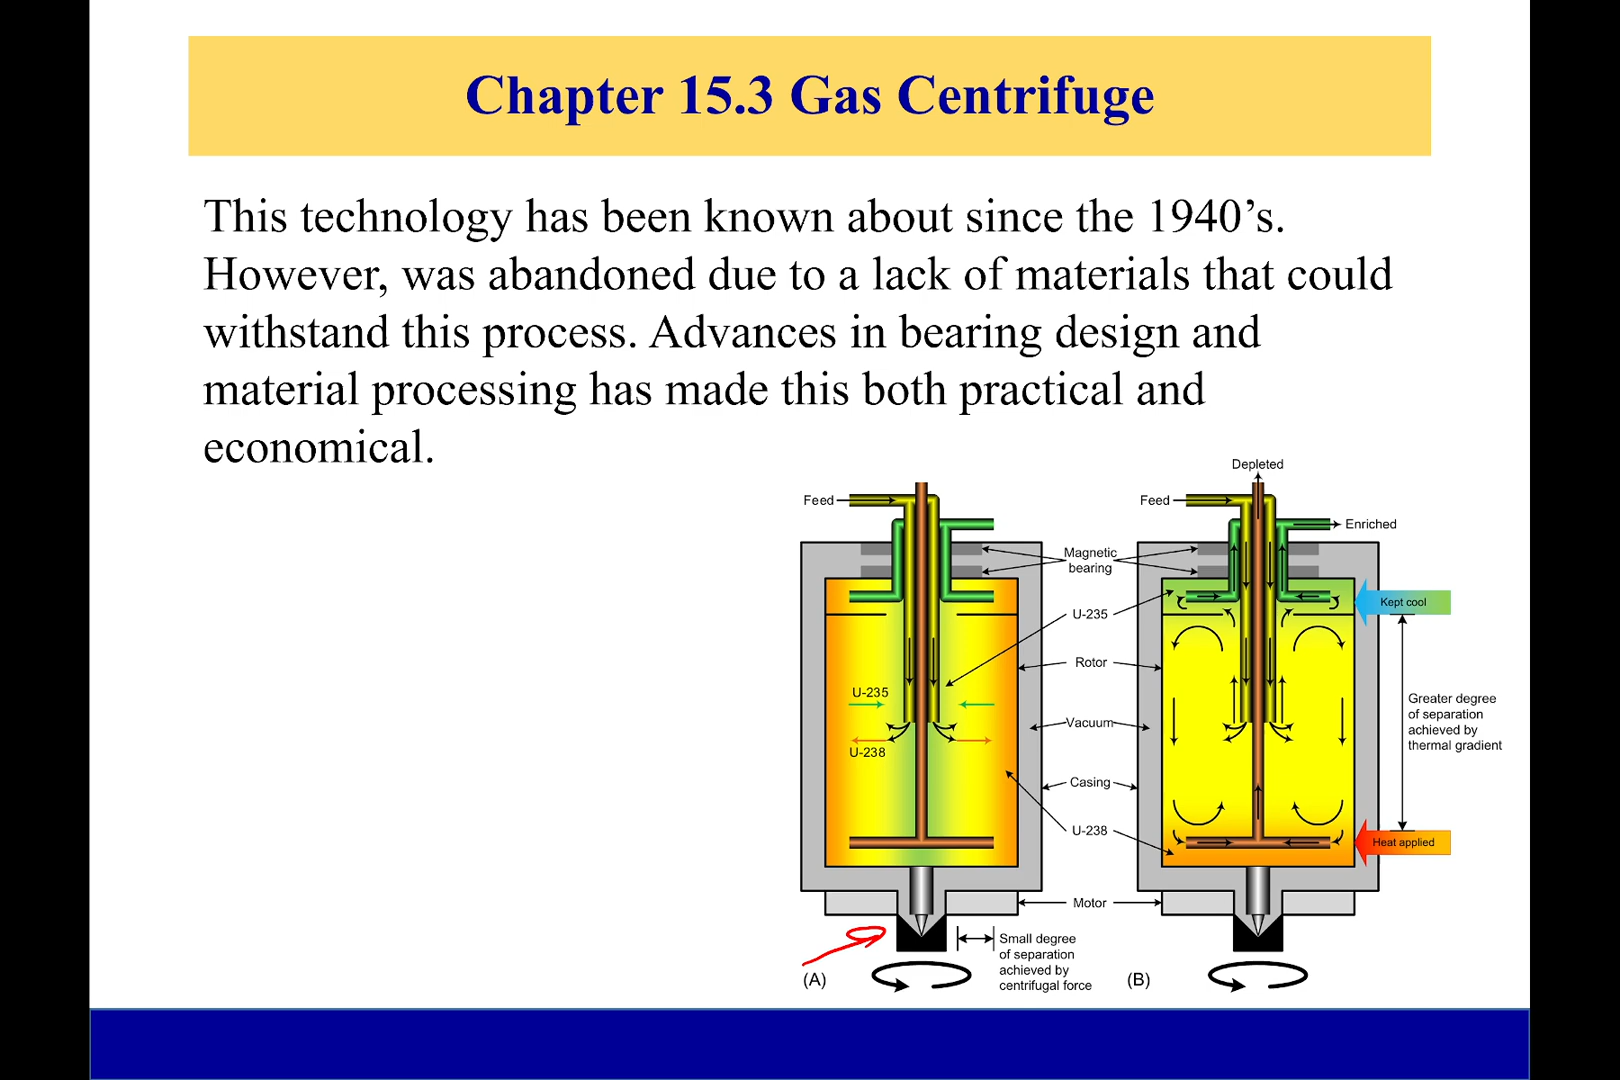 Chapter 15.3 Gas Centrifuge
This technology has been known about since the 1940’s.
However, was abandoned due to a lack of materials that could
withstand this process. Advances in bearing design and
material processing has made this both practical and
economical.
Depleted
Feed
Feed
Enriched
Magnetic
bearing
Kept cool
U-235
Rotor
U-235
Greater degree
of separation
achieved by
thermal gradient
Vacuum
U-238
Casing
U-238
Heat applied
Motor
Small degree
of separation
achieved by
centrifugal force
(A)
(B)